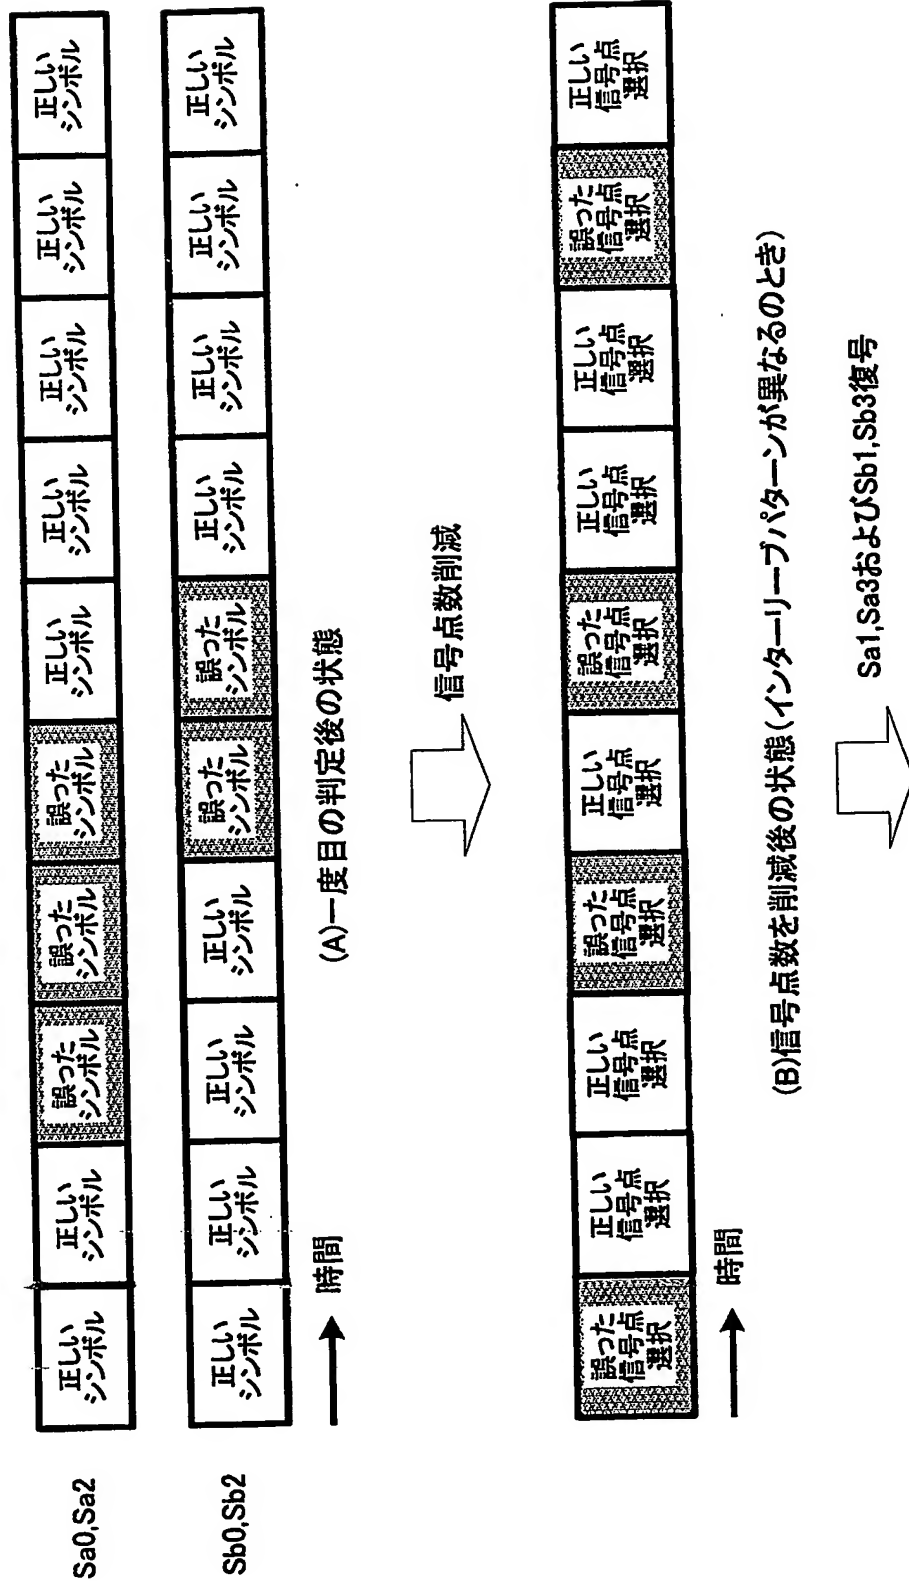 Sa0,Sa2
正しい
シンボル
正しい
シンボル
誤った
シンボル
誤った
シンボル
誤った
シンボル
正しい
シンボル
正しい
シンボル
正しい
シンボル
正しい
シンボル
正しい
シンボル
Sb0,Sb2
正しい
シンボル
正しい
シンボル
正しい
シンボル
正しい
シンボル
誤った
シンボル
誤った
シンボル
正しい
シンボル
正しい
シンボル
正しい
シンボル
正しい
シンボル
時間
(A)一度目の判定後の状態
信号点数削減
誤った
信号点
選択
正しい
信号点
選択
正しい
信号点
選択
誤った
信号点
選択
正しい
信号点
選択
誤った
信号点
選択
正しい
信号点
選択
正しい
信号点
選択
誤った
信号点
選択
正しい
信号点
選択
時間
(B)信号点数を削減後の状態(インターリーブパターンが異なるのとき)
Sa1,Sa3およびSb1,Sb3復号